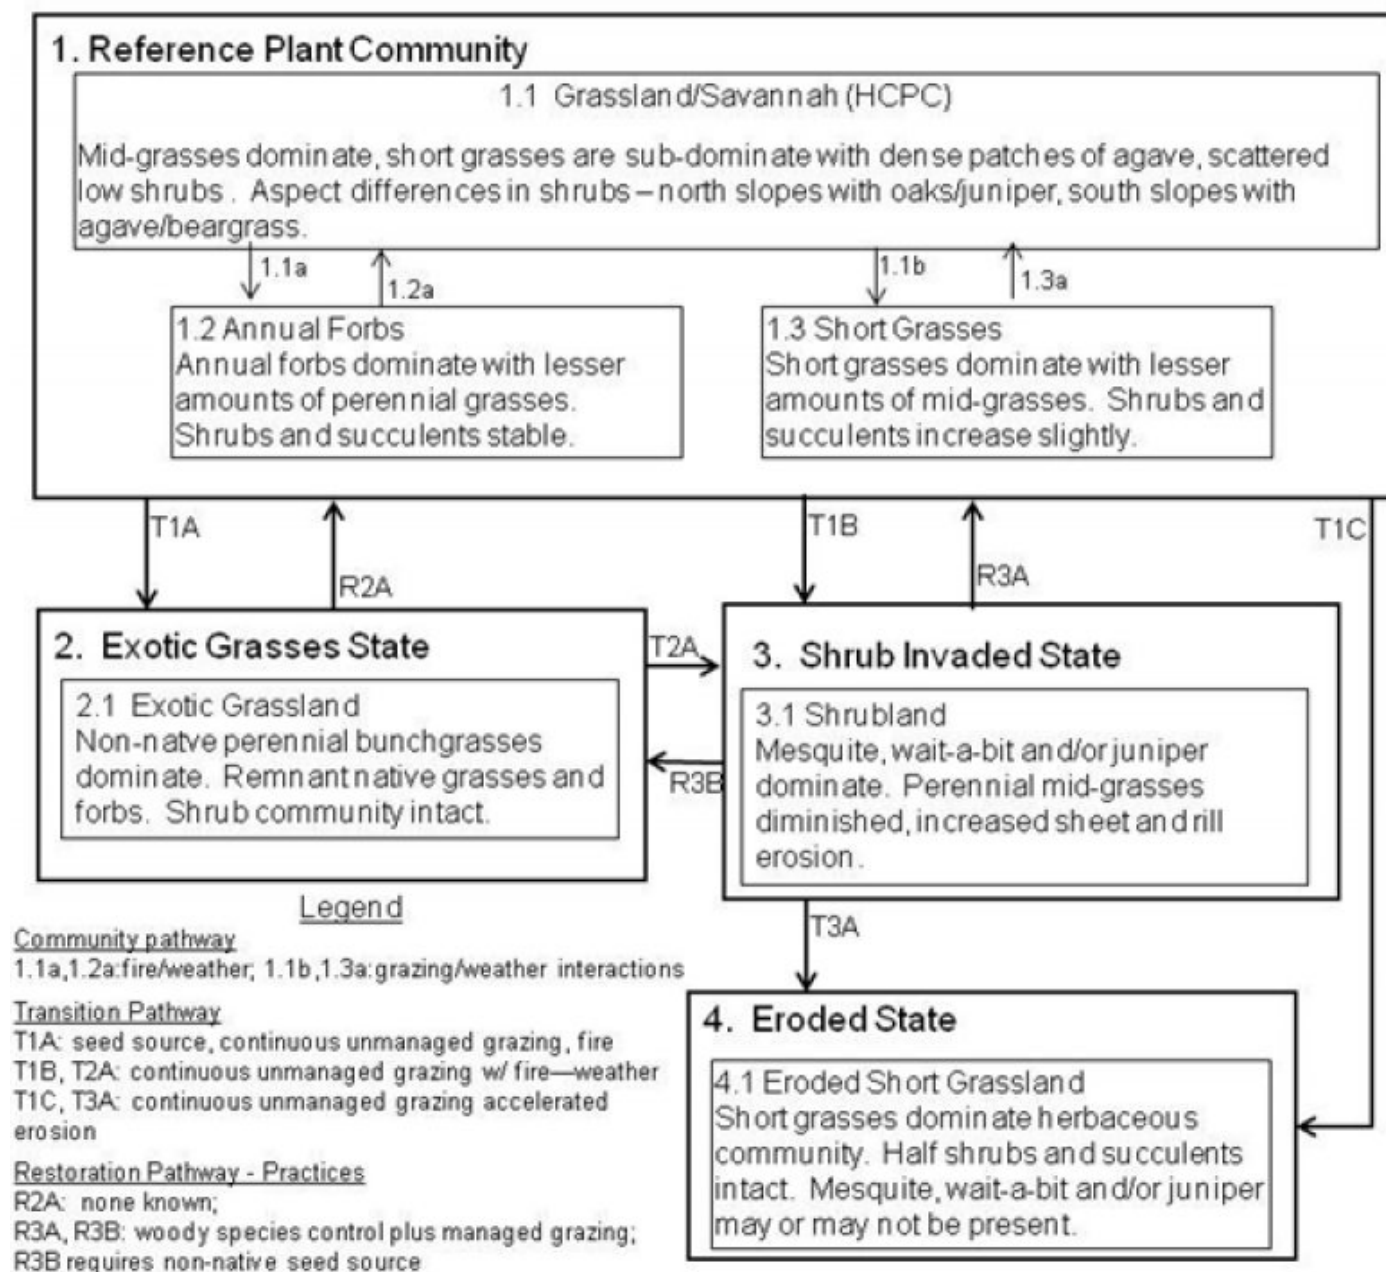 1. Reference Plant Community
1.1 Grassland/Savannah (HCPC)
Mid-grasses dominate, short grasses are sub-dominate with dense patches of agave, scattered
low shrubs. Aspect differences in shrubs – north slopes with oaks/juniper, south slopes with
agave/beargrass.
1.1a
1.2a
1.1b
1.3a
1.2 Annual Forbs
Annual forbs dominate with lesser
amounts of perennial grasses.
Shrubs and succulents stable.
1.3 Short Grasses
Short grasses dominate with lesser
amounts of mid-grasses. Shrubs and
succulents increase slightly.
T1A
R2A
T1B
R3A
T1C
2. Exotic Grasses State
2.1 Exotic Grassland
Non-natve perennial bunchgrasses
dominate. Remnant native grasses and
forbs. Shrub community intact.
T2A
R3B
3. Shrub Invaded State
3.1 Shrubland
Mesquite, wait-a-bit and/or juniper
dominate. Perennial mid-grasses
diminished, increased sheet and rill
erosion.
T3A
4. Eroded State
4.1 Eroded Short Grassland
Short grasses dominate herbaceous
community. Half shrubs and succulents
intact. Mesquite, wait-a-bit and/or juniper
may or may not be present.
Legend
Community pathway
1.1a,1.2a:fire/weather; 1.1b,1.3a:grazing/weather interactions
Transition Pathway
T1A: seed source, continuous unmanaged grazing, fire
T1B, T2A: continuous unmanaged grazing w/ fire—weather
T1C, T3A: continuous unmanaged grazing accelerated
erosion
Restoration Pathway - Practices
R2A: none known;
R3A, R3B: woody species control plus managed grazing;
R3B requires non-native seed source